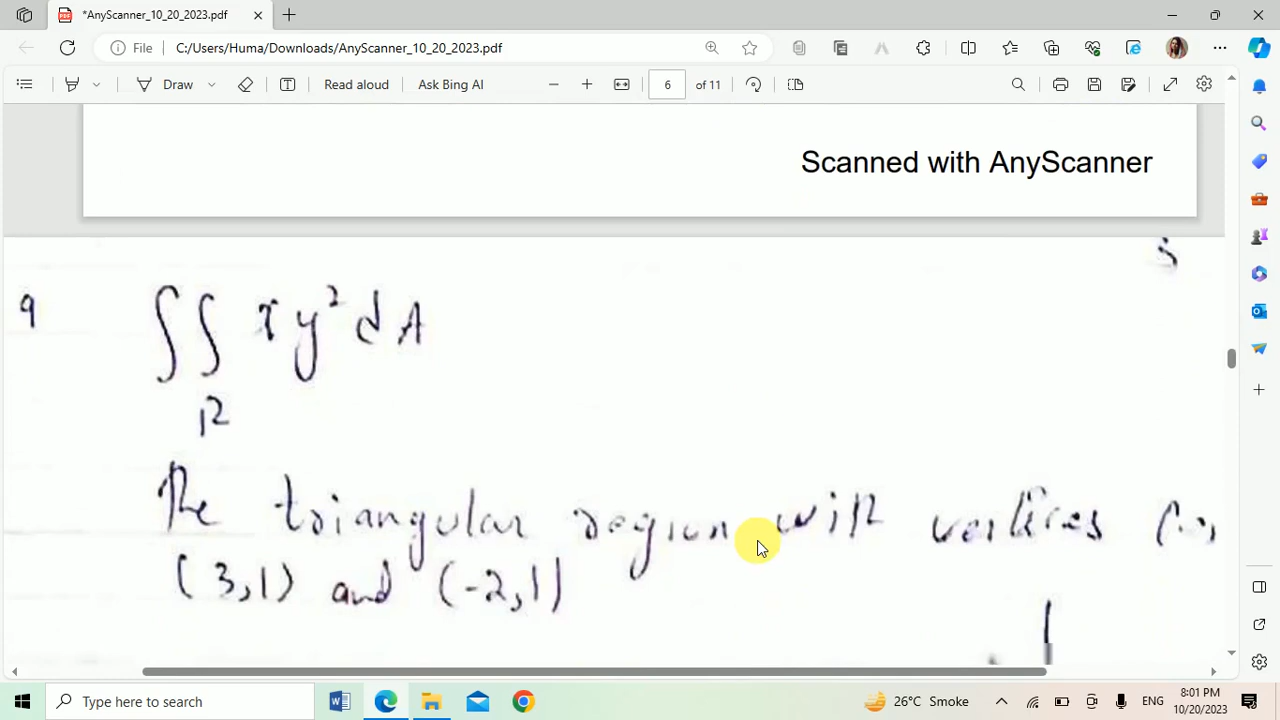 *AnyScanner_10_20_2023.pdf
File C:/Users/Huma/Downloads/AnyScanner_10_20_2023.pdf
Draw Read aloud Ask Bing AI 6 of 11
Scanned with AnyScanner
9 ∫∫ xy² dA
R
The triangular region with vertices
(3,1) and (-2,1)
Type here to search
26°C Smoke
ENG
8:01 PM
10/20/2023